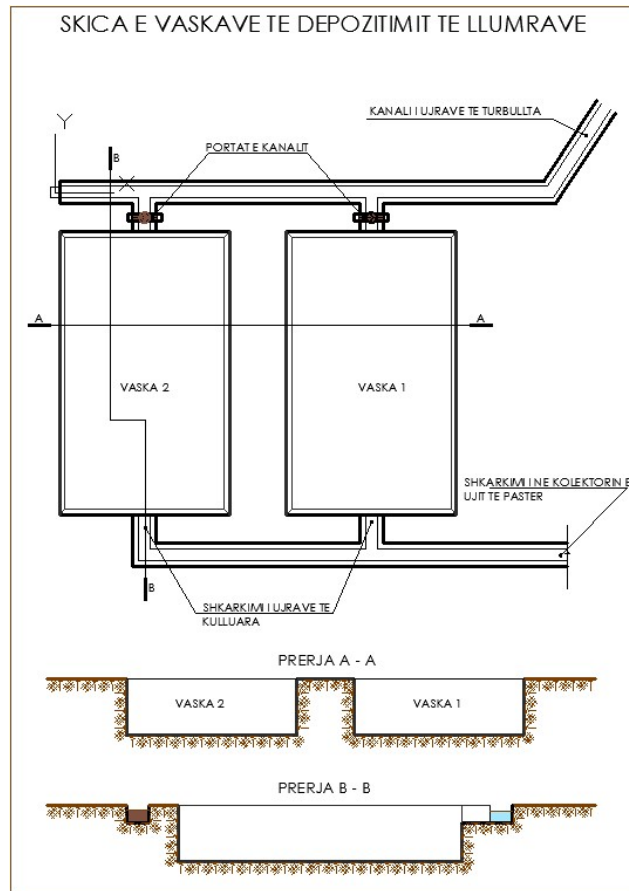 SKICA E VASKAVE TE DEPOZITIMIT TE LLUMRAVE
KANALI I UJRAVE TE TURBULLTA
Y
B
PORTAT E KANALIT
X
A
A
VASKA 2
VASKA 1
SHKARKIMI NE KOLEKTORIN E
UJIT TE PASTER
B
SHKARKIMI I UJRAVE TE
KULLUARA
PRERJA A - A
VASKA 2
VASKA 1
PRERJA B - B